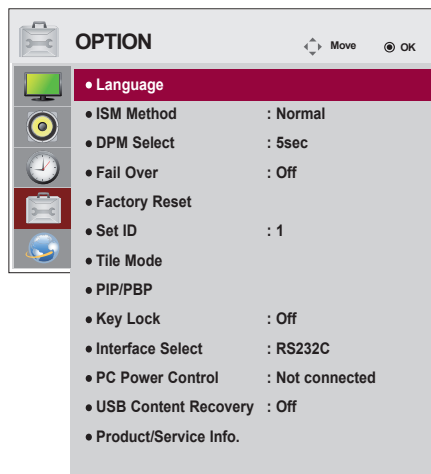 OPTION Move OK
● Language
● ISM Method : Normal
● DPM Select : 5sec
● Fail Over : Off
● Factory Reset
● Set ID : 1
● Tile Mode
● PIP/PBP
● Key Lock : Off
● Interface Select : RS232C
● PC Power Control : Not connected
● USB Content Recovery : Off
● Product/Service Info.